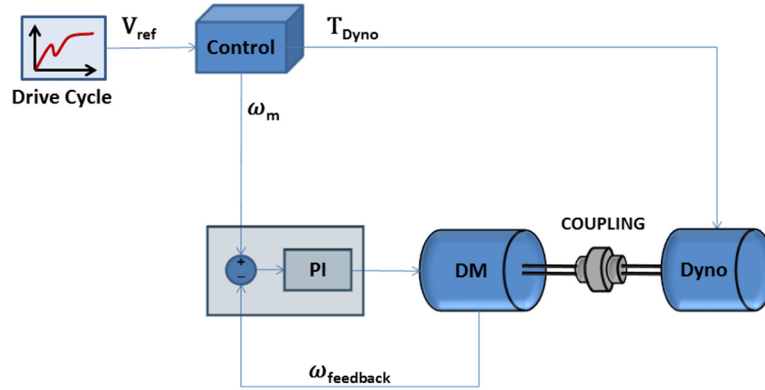 V_ref
Control
T_Dyno
Drive Cycle
ω_m
COUPLING
+
−
PI
DM
Dyno
ω_feedback